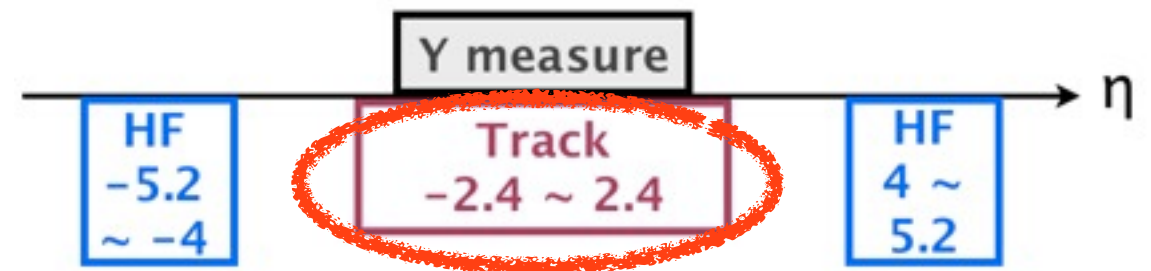 Y measure
η
HF
-5.2
~ -4
Track
-2.4 ~ 2.4
HF
4 ~
5.2